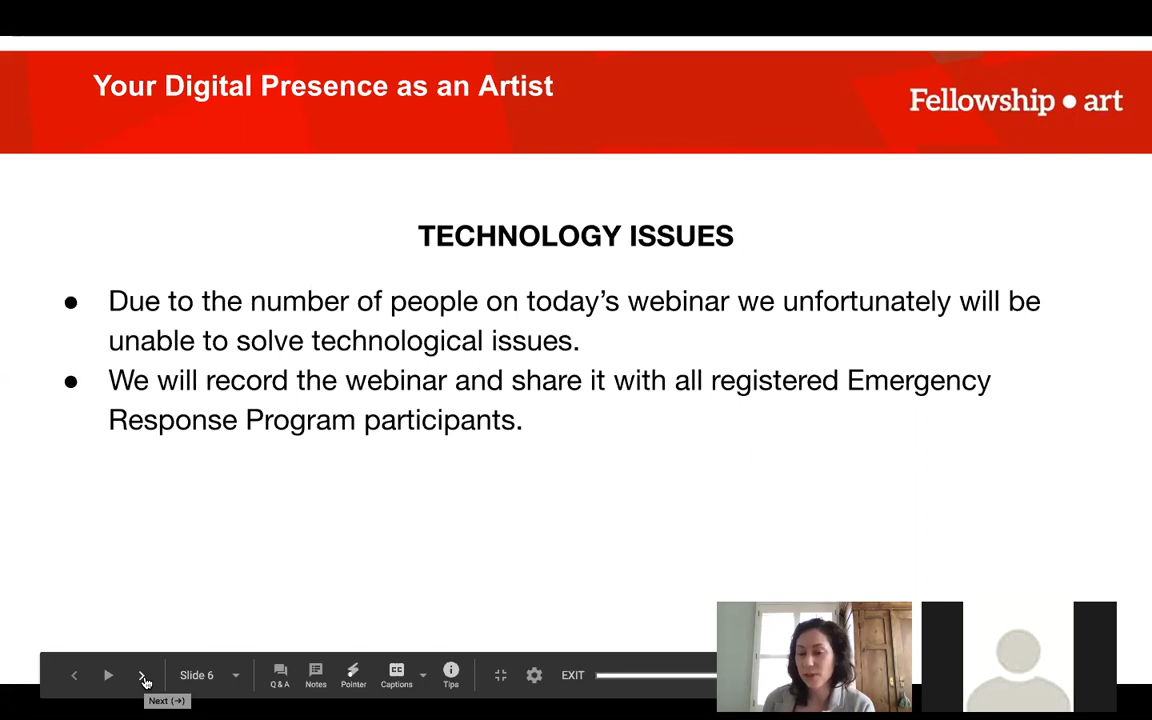 Your Digital Presence as an Artist
Fellowship ● art
TECHNOLOGY ISSUES
● Due to the number of people on today’s webinar we unfortunately will be
unable to solve technological issues.
● We will record the webinar and share it with all registered Emergency
Response Program participants.
Slide 6
Q & A
Notes
Pointer
CC
Captions
Tips
EXIT
Next (→)